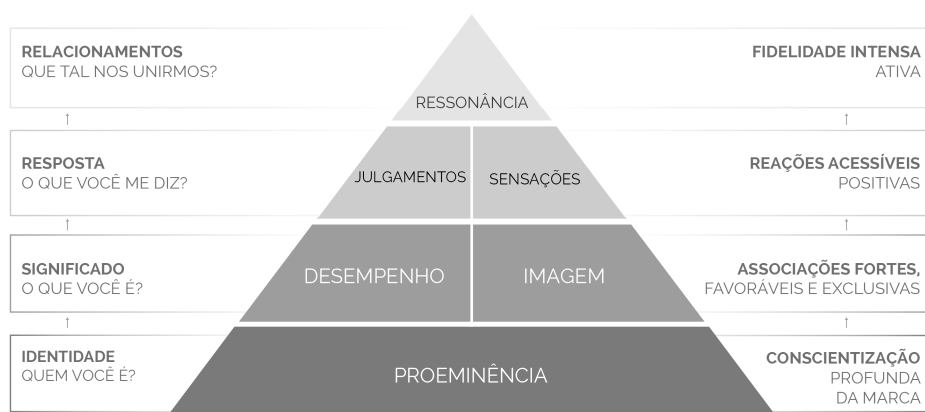 RELACIONAMENTOS
QUE TAL NOS UNIRMOS?
RESSONÂNCIA
FIDELIDADE INTENSA
ATIVA
RESPOSTA
O QUE VOCÊ ME DIZ?
JULGAMENTOS
SENSAÇÕES
REAÇÕES ACESSÍVEIS
POSITIVAS
SIGNIFICADO
O QUE VOCÊ É?
DESEMPENHO
IMAGEM
ASSOCIAÇÕES FORTES,
FAVORÁVEIS E EXCLUSIVAS
IDENTIDADE
QUEM VOCÊ É?
PROEMINÊNCIA
CONSCIENTIZAÇÃO
PROFUNDA
DA MARCA